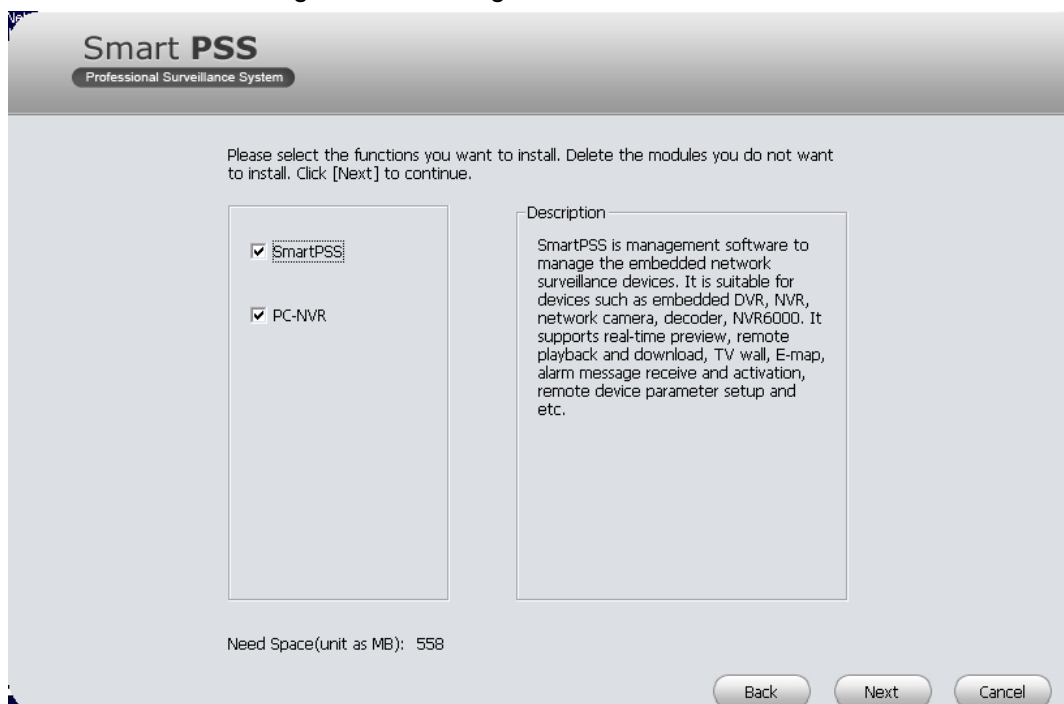 Smart PSS
Professional Surveillance System
Please select the functions you want to install. Delete the modules you do not want
to install. Click [Next] to continue.
SmartPSS
PC-NVR
Description
SmartPSS is management software to
manage the embedded network
surveillance devices. It is suitable for
devices such as embedded DVR, NVR,
network camera, decoder, NVR6000. It
supports real-time preview, remote
playback and download, TV wall, E-map,
alarm message receive and activation,
remote device parameter setup and
etc.
Need Space(unit as MB): 558
Back
Next
Cancel